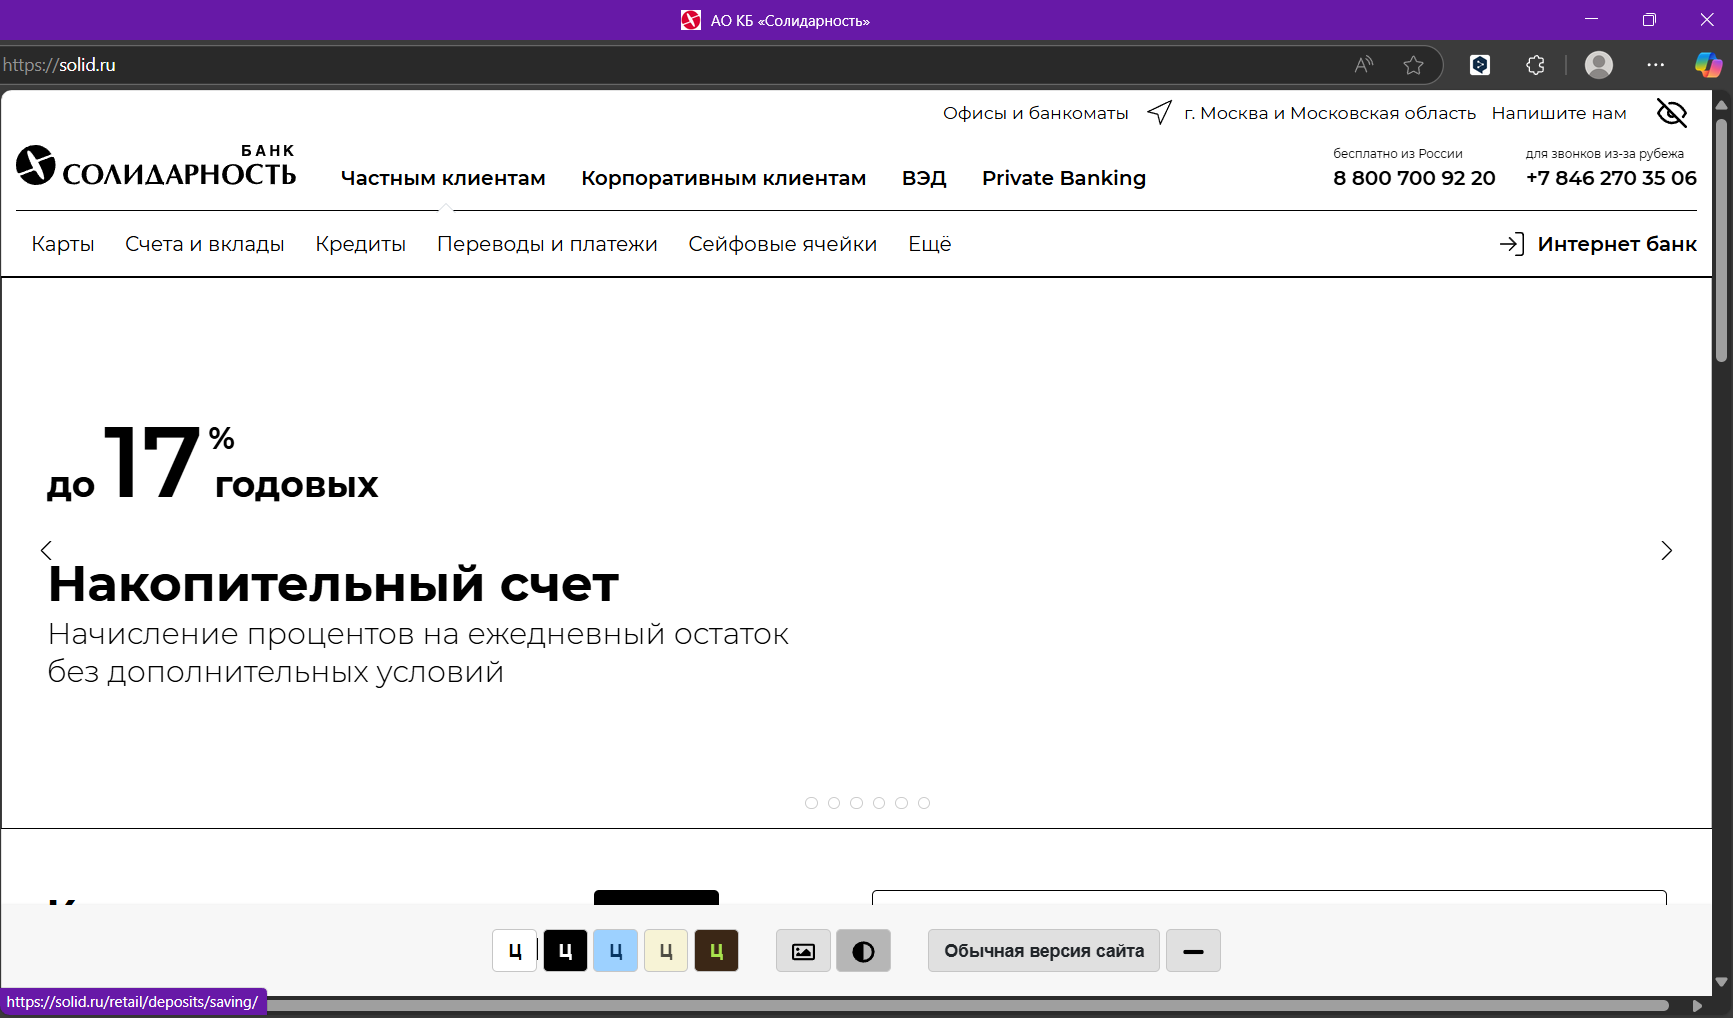 АО КБ «Солидарность»
https://solid.ru
Офисы и банкоматы г. Москва и Московская область Напишите нам
БАНК
СОЛИДАРНОСТЬ
Частным клиентам Корпоративным клиентам ВЭД Private Banking
бесплатно из России
8 800 700 92 20
для звонков из-за рубежа
+7 846 270 35 06
Карты Счета и вклады Кредиты Переводы и платежи Сейфовые ячейки Ещё
Интернет банк
до 17 % годовых
Накопительный счет
Начисление процентов на ежедневный остаток
без дополнительных условий
Ц Ц Ц Ц Ц
Обычная версия сайта
https://solid.ru/retail/deposits/saving/